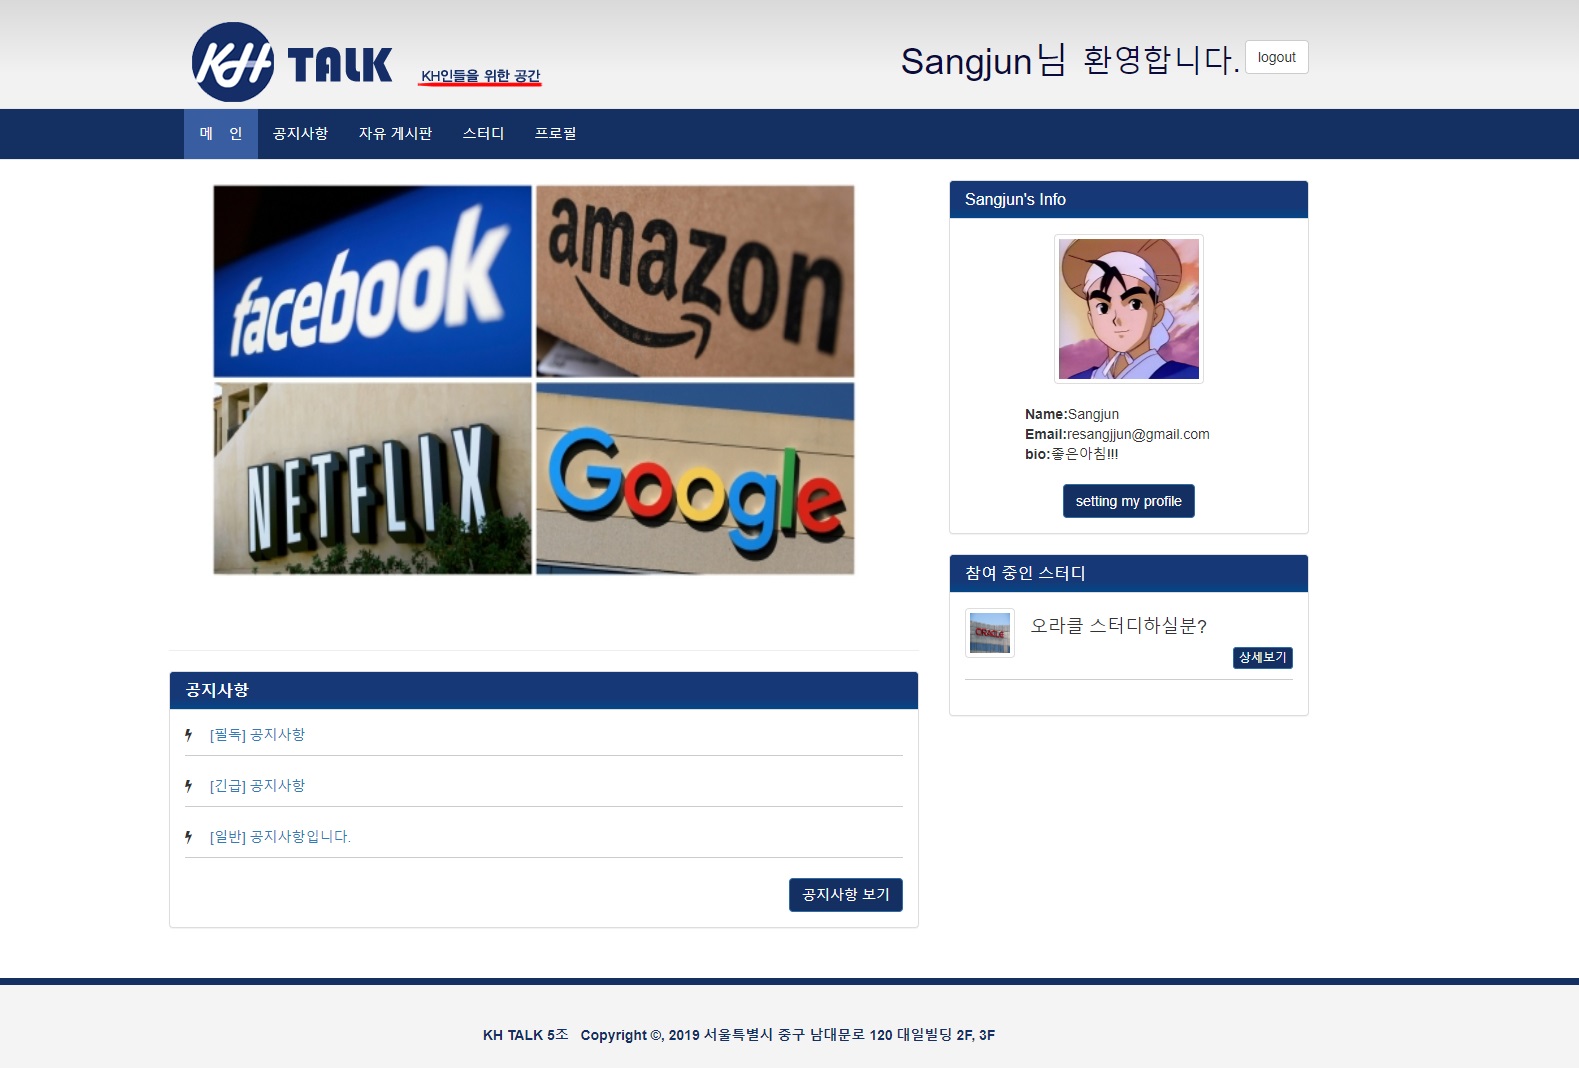 KH TALK KH인들을 위한 공간
Sangjun님 환영합니다. logout
메 인 공지사항 자유 게시판 스터디 프로필
facebook
amazon
NETFLIX
Google
Sangjun's Info
Name:Sangjun
Email:resangjjun@gmail.com
bio:좋은아침!!!
setting my profile
참여 중인 스터디
ORACLE
오라클 스터디하실분?
상세보기
공지사항
[필독] 공지사항
[긴급] 공지사항
[일반] 공지사항입니다.
공지사항 보기
KH TALK 5조 Copyright ©, 2019 서울특별시 중구 남대문로 120 대일빌딩 2F, 3F